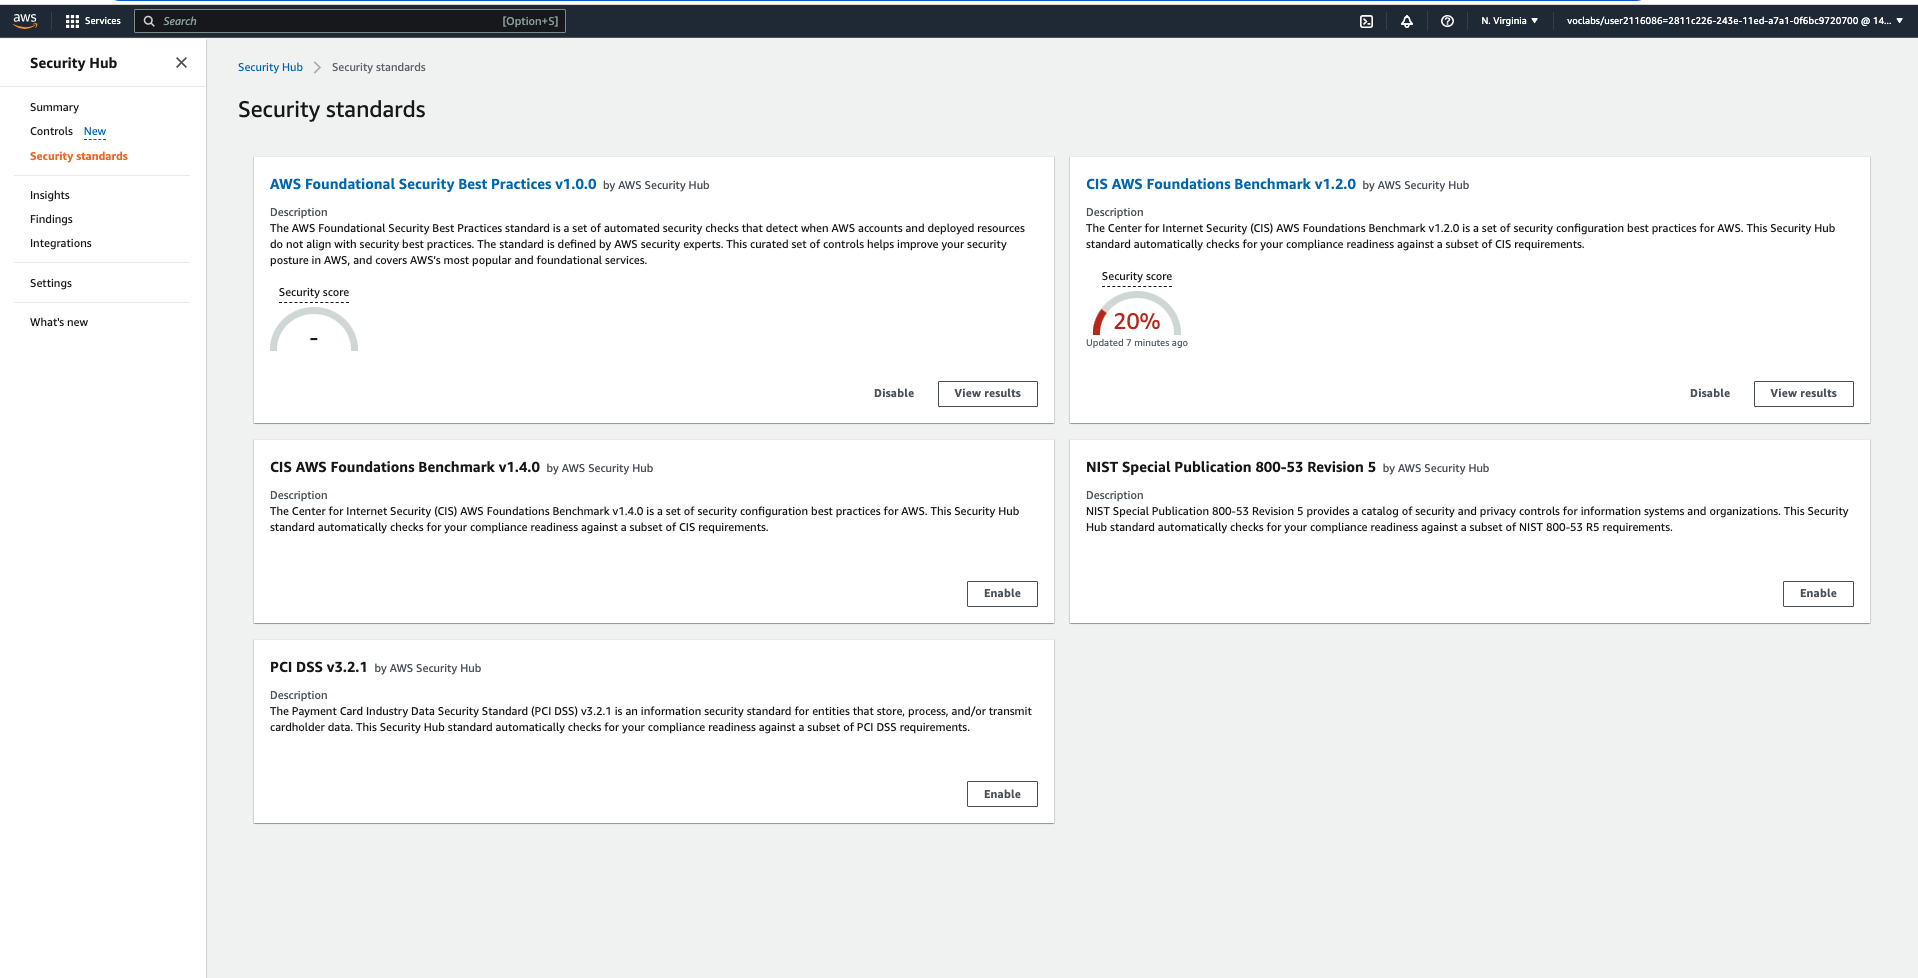 aws
Services
Search
[Option+S]
N. Virginia
voclabs/user2116086=2811c226-243e-11ed-a7a1-0f6bc9720700 @ 14...
Security Hub
Summary
Controls New
Security standards
Insights
Findings
Integrations
Settings
What's new
Security Hub
Security standards
Security standards
AWS Foundational Security Best Practices v1.0.0 by AWS Security Hub
Description
The AWS Foundational Security Best Practices standard is a set of automated security checks that detect when AWS accounts and deployed resources
do not align with security best practices. The standard is defined by AWS security experts. This curated set of controls helps improve your security
posture in AWS, and covers AWS's most popular and foundational services.
Security score
-
Disable
View results
CIS AWS Foundations Benchmark v1.2.0 by AWS Security Hub
Description
The Center for Internet Security (CIS) AWS Foundations Benchmark v1.2.0 is a set of security configuration best practices for AWS. This Security Hub
standard automatically checks for your compliance readiness against a subset of CIS requirements.
Security score
20%
Updated 7 minutes ago
Disable
View results
CIS AWS Foundations Benchmark v1.4.0 by AWS Security Hub
Description
The Center for Internet Security (CIS) AWS Foundations Benchmark v1.4.0 is a set of security configuration best practices for AWS. This Security Hub
standard automatically checks for your compliance readiness against a subset of CIS requirements.
Enable
NIST Special Publication 800-53 Revision 5 by AWS Security Hub
Description
NIST Special Publication 800-53 Revision 5 provides a catalog of security and privacy controls for information systems and organizations. This Security
Hub standard automatically checks for your compliance readiness against a subset of NIST 800-53 R5 requirements.
Enable
PCI DSS v3.2.1 by AWS Security Hub
Description
The Payment Card Industry Data Security Standard (PCI DSS) v3.2.1 is an information security standard for entities that store, process, and/or transmit
cardholder data. This Security Hub standard automatically checks for your compliance readiness against a subset of PCI DSS requirements.
Enable